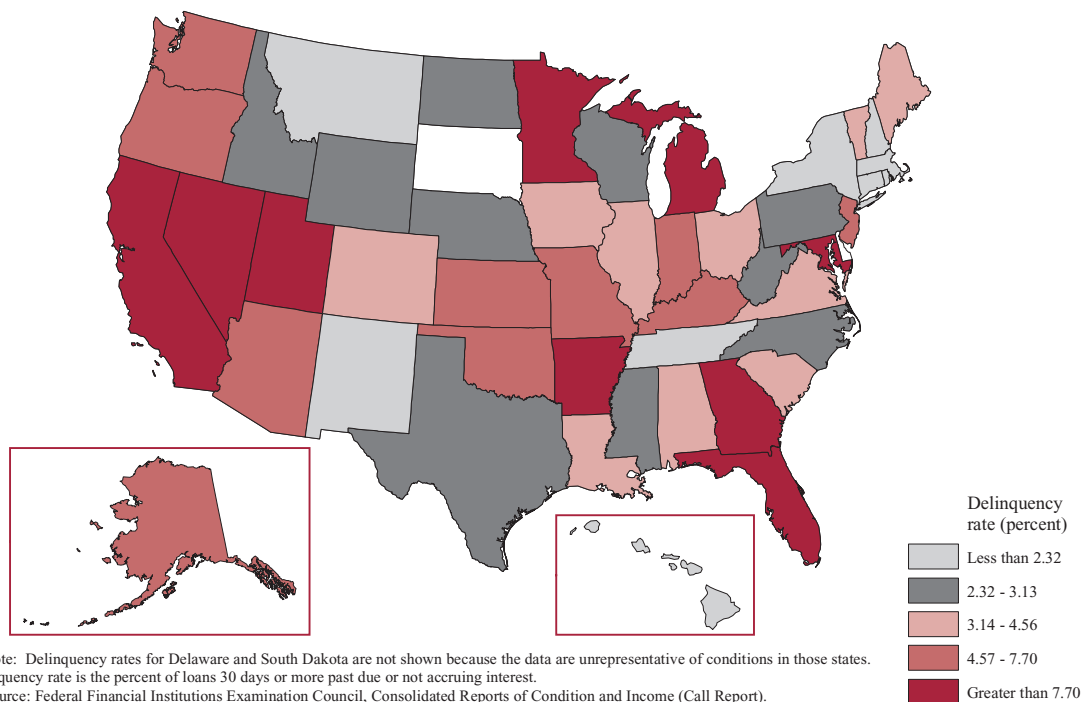 Delinquency
rate (percent)
Less than 2.32
2.32 - 3.13
3.14 - 4.56
4.57 - 7.70
Greater than 7.70
te: Delinquency rates for Delaware and South Dakota are not shown because the data are unrepresentative of conditions in those states.
quency rate is the percent of loans 30 days or more past due or not accruing interest.
ource: Federal Financial Institutions Examination Council, Consolidated Reports of Condition and Income (Call Report).